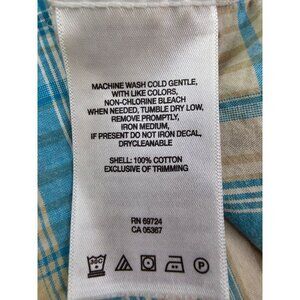 MACHINE WASH COLD GENTLE,
WITH LIKE COLORS,
NON-CHLORINE BLEACH
WHEN NEEDED, TUMBLE DRY LOW,
REMOVE PROMPTLY,
IRON MEDIUM,
IF PRESENT DO NOT IRON DECAL,
DRYCLEANABLE
SHELL: 100% COTTON
EXCLUSIVE OF TRIMMING
RN 69724
CA 05367
30C P